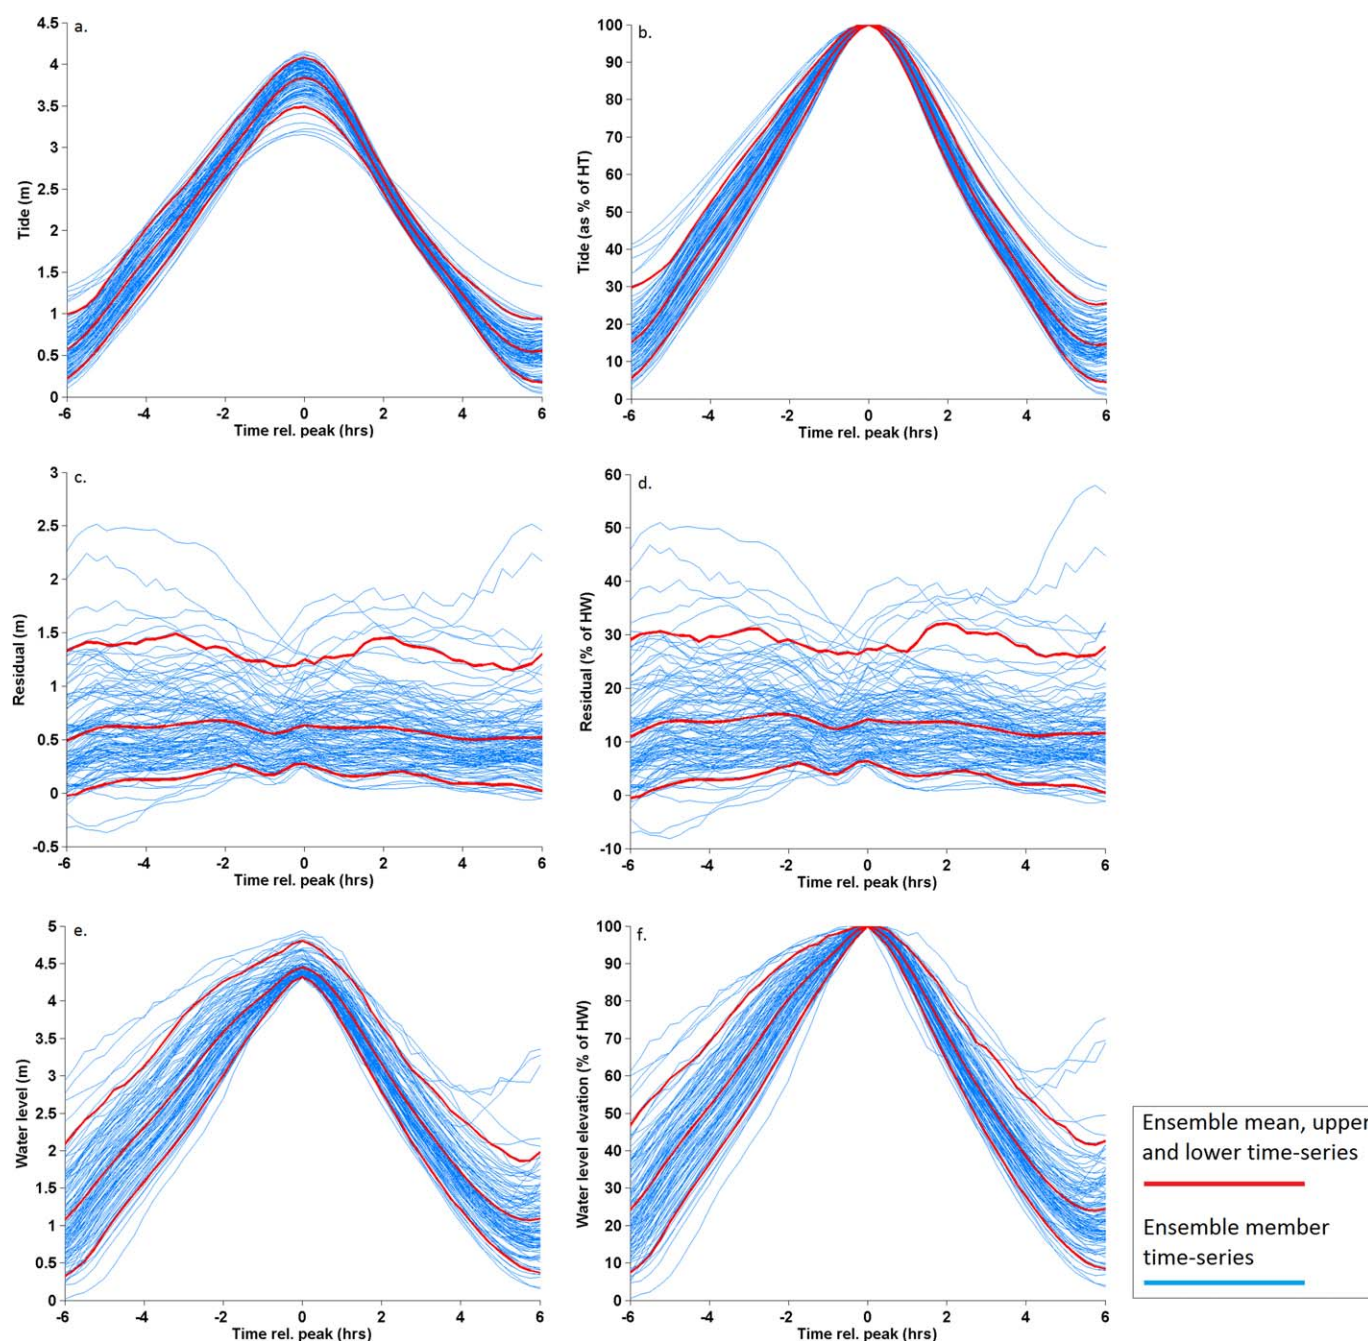 a.
4.5
4
3.5
3
2.5
2
1.5
1
0.5
0
Tide (m)
-6 -4 -2 0 2 4 6
Time rel. peak (hrs)
b.
100
90
80
70
60
50
40
30
20
10
0
Tide (as % of HT)
-6 -4 -2 0 2 4 6
Time rel. peak (hrs)
c.
3
2.5
2
1.5
1
0.5
0
-0.5
Residual (m)
-6 -4 -2 0 2 4 6
Time rel. peak (hrs)
d.
60
50
40
30
20
10
0
-10
Residual (% of HW)
-6 -4 -2 0 2 4 6
Time rel. peak (hrs)
e.
5
4.5
4
3.5
3
2.5
2
1.5
1
0.5
0
Water level (m)
-6 -4 -2 0 2 4 6
Time rel. peak (hrs)
f.
100
90
80
70
60
50
40
30
20
10
0
Water level elevation (% of HW)
-6 -4 -2 0 2 4 6
Time rel. peak (hrs)
Ensemble mean, upper
and lower time-series
Ensemble member
time-series